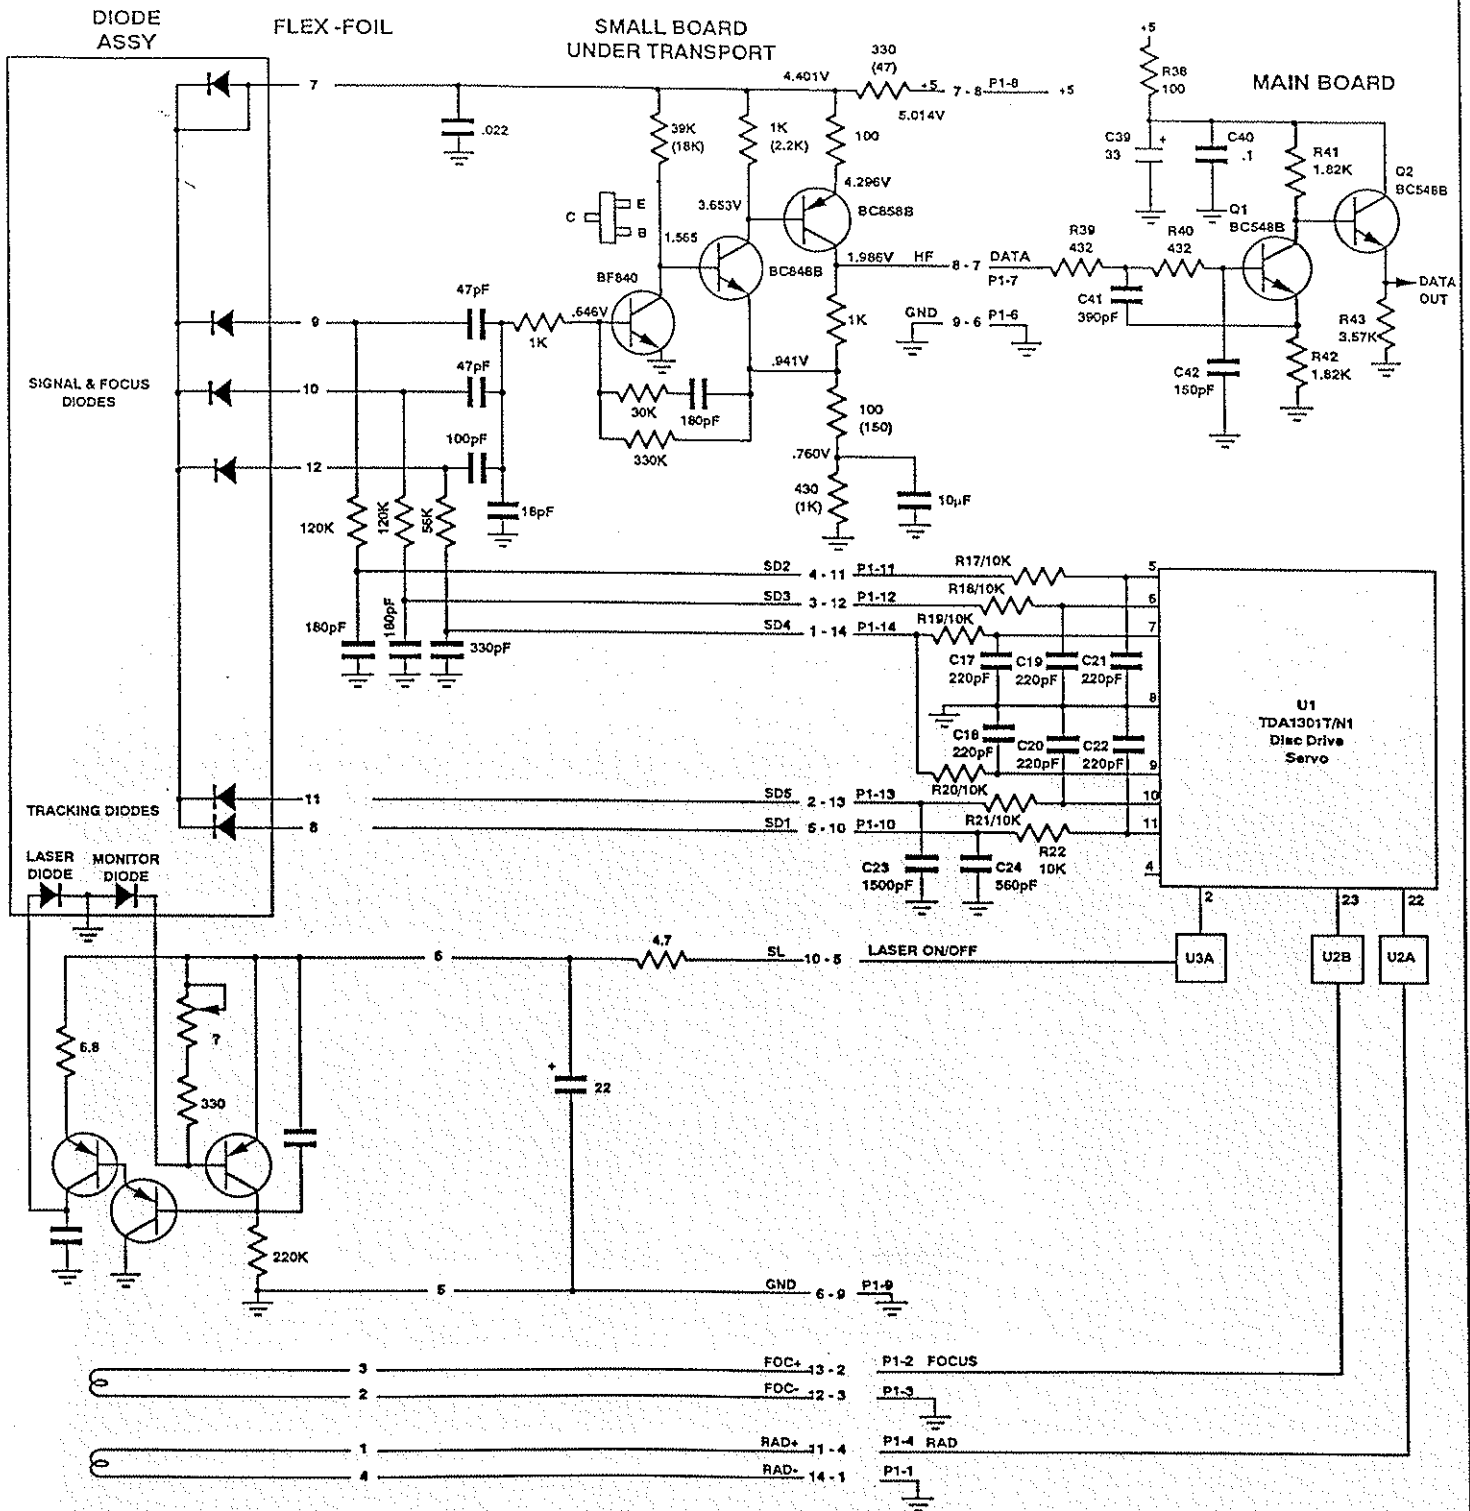 DIODE
ASSY
FLEX -FOIL
SMALL BOARD
UNDER TRANSPORT
MAIN BOARD
7
.022
39K
(18K)
4.401V
1K
(2.2K)
330
(47)
+5 7 - 8 P1-8 +5
5.014V
100
+5
R38
100
C39
33
+
C40
.1
R41
1.82K
Q2
BC548B
C
E
B
1.565
3.653V
4.296V
BC858B
BC848B
BF840
1.986V HF 8 - 7 DATA
P1-7
R39
432
R40
432
Q1
BC548B
C41
390pF
DATA
OUT
R43
3.57K
R42
1.82K
C42
150pF
GND
9 - 6 P1-6
9
47pF
1K
.646V
1K
.941V
SIGNAL & FOCUS
DIODES
10
47pF
30K
180pF
330K
100
(150)
.760V
430
(1K)
10µF
12
100pF
18pF
120K
120K
56K
180pF
180pF
330pF
SD2 4 - 11 P1-11 R17/10K 5
SD3 3 - 12 P1-12 R18/10K 6
SD4 1 - 14 P1-14 R19/10K 7
C17
220pF
C19
220pF
C21
220pF
8
C18
220pF
C20
220pF
C22
220pF
9
R20/10K
U1
TDA1301T/N1
Disc Drive
Servo
TRACKING DIODES
11 SD5 2 - 13 P1-13 R21/10K 10
8 SD1 5 - 10 P1-10 R22
10K 11
C23
1500pF
C24
560pF
4
2
23
22
LASER
DIODE
MONITOR
DIODE
6
4.7
SL 10 - 5 LASER ON/OFF
U3A
U2B
U2A
6.8
?
330
+
22
220K
5
GND 6 - 9 P1-9
3 FOC+ 13 - 2 P1-2 FOCUS
2 FOC- 12 - 3 P1-3
1 RAD+ 11 - 4 P1-4 RAD
4 RAD- 14 - 1 P1-1